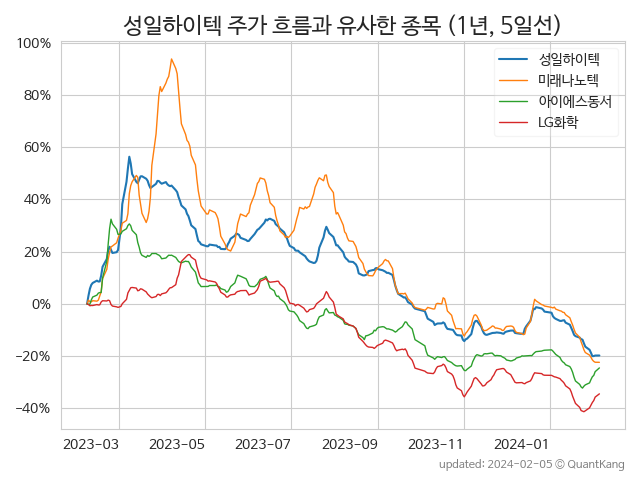 성일하이텍 주가 흐름과 유사한 종목 (1년, 5일선)
100%
80%
60%
40%
20%
0%
−20%
−40%
성일하이텍
미래나노텍
아이에스동서
LG화학
2023-03 2023-05 2023-07 2023-09 2023-11 2024-01
updated: 2024-02-05 © QuantKang